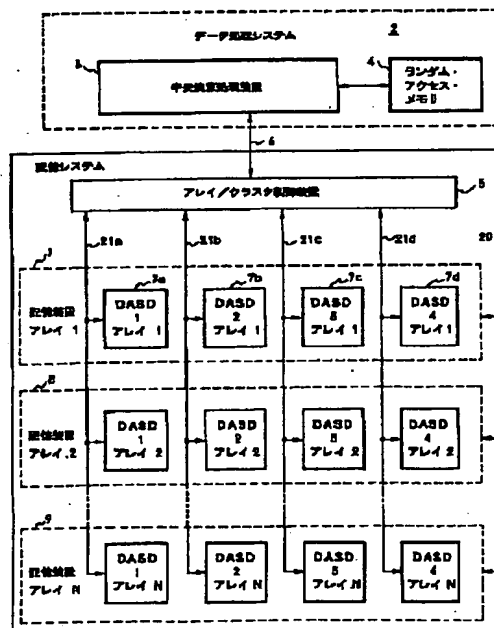 データ処理システム
2
3
中央演算処理装置
4
ランダム・
アクセス・
メモリ
6
記憶システム
アレイ/クラスタ制御装置
5
21a
21b
21c
21d
20
記憶装置
アレイ 1
7a
DASD
1
アレイ 1
7b
DASD
2
アレイ 1
7c
DASD
3
アレイ 1
7d
DASD
4
アレイ 1
8
記憶装置
アレイ 2
DASD
1
アレイ 2
DASD
2
アレイ 2
DASD
3
アレイ 2
DASD
4
アレイ 2
9
記憶装置
アレイ N
DASD
1
アレイ N
DASD
2
アレイ N
DASD
3
アレイ N
DASD
4
アレイ N